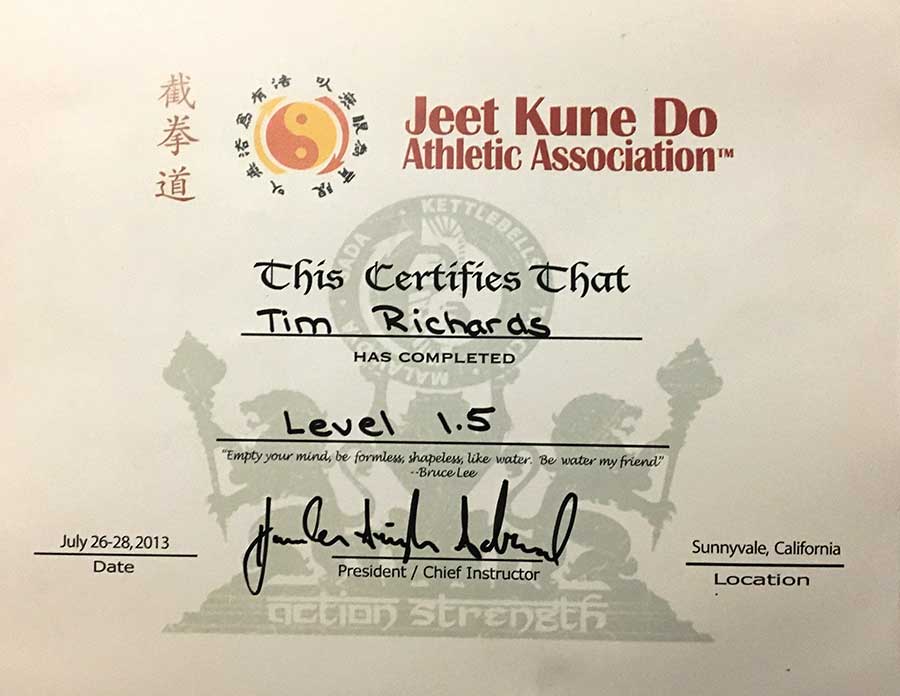 截拳道
以無限為有限
以無法為有法
Jeet Kune Do
Athletic Association™
KETTLEBELL
This Certifies That
Tim Richards
HAS COMPLETED
Level 1.5
"Empty your mind, be formless, shapeless, like water. Be water my friend"
--Bruce Lee
July 26-28, 2013
Date
President / Chief Instructor
Sunnyvale, California
Location
action strength